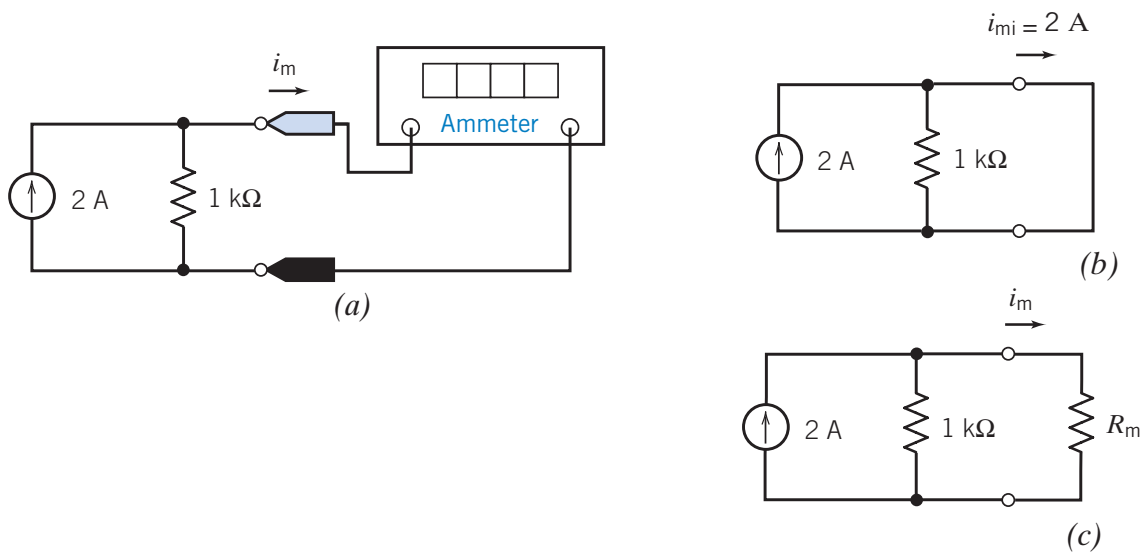 i_m
Ammeter
2 A
1 kΩ
(a)
i_mi = 2 A
2 A
1 kΩ
(b)
i_m
2 A
1 kΩ
R_m
(c)